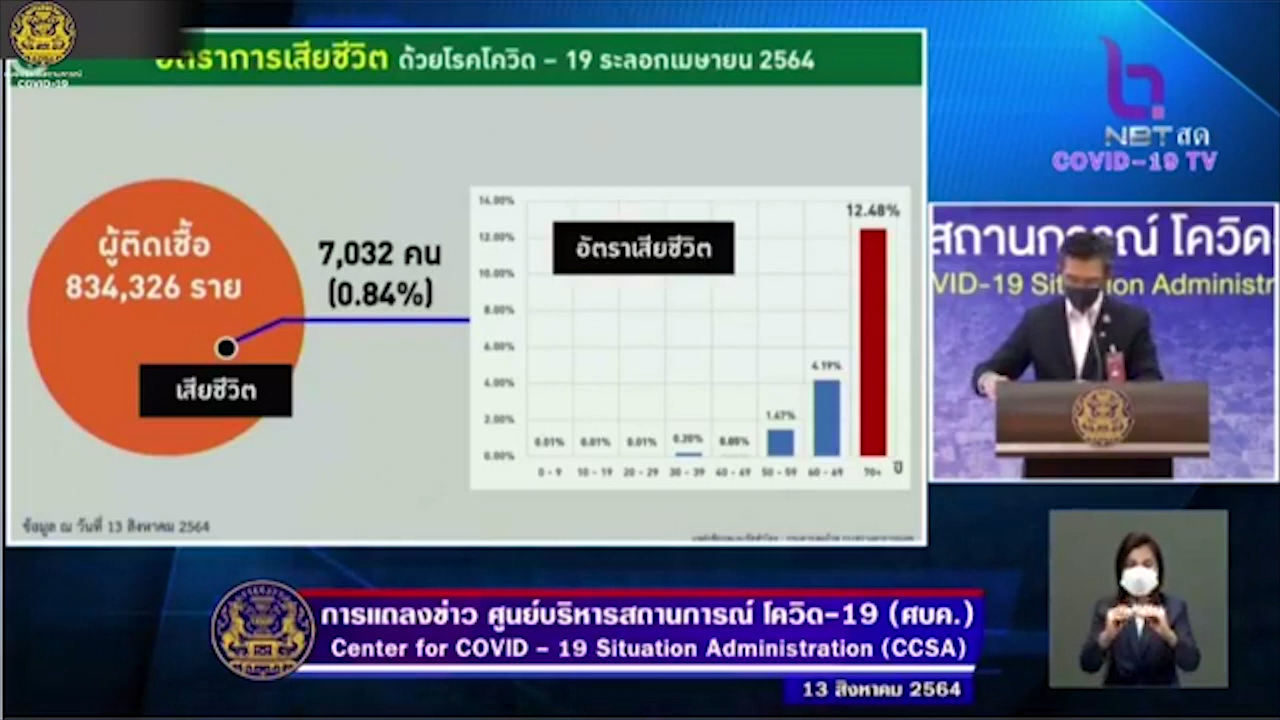 COVID-19
อัตราการเสียชีวิต ด้วยโรคโควิด – 19 ระลอกเมษายน 2564
ผู้ติดเชื้อ
834,326 ราย
7,032 คน
(0.84%)
เสียชีวิต
อัตราเสียชีวิต
14.00%
12.00%
10.00%
8.00%
6.00%
4.00%
2.00%
0.00%
0.01% 0.01% 0.01% 0.20% 1.47% 4.19% 12.48%
0 - 9 10 - 19 20 - 29 30 - 39 40 - 49 50 - 59 60 - 69 70+ ปี
ข้อมูล ณ วันที่ 13 สิงหาคม 2564
NBT สด
COVID-19 TV
สถานการณ์ โควิด-
VID-19 Situation Administr
การแถลงข่าว ศูนย์บริหารสถานการณ์ โควิด-19 (ศบค.)
Center for COVID – 19 Situation Administration (CCSA)
13 สิงหาคม 2564